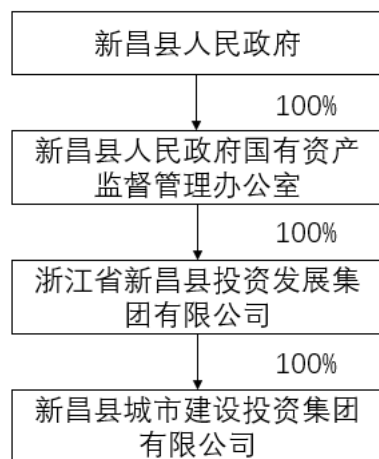 新昌县人民政府
100%
新昌县人民政府国有资产
监督管理办公室
100%
浙江省新昌县投资发展集
团有限公司
100%
新昌县城市建设投资集团
有限公司